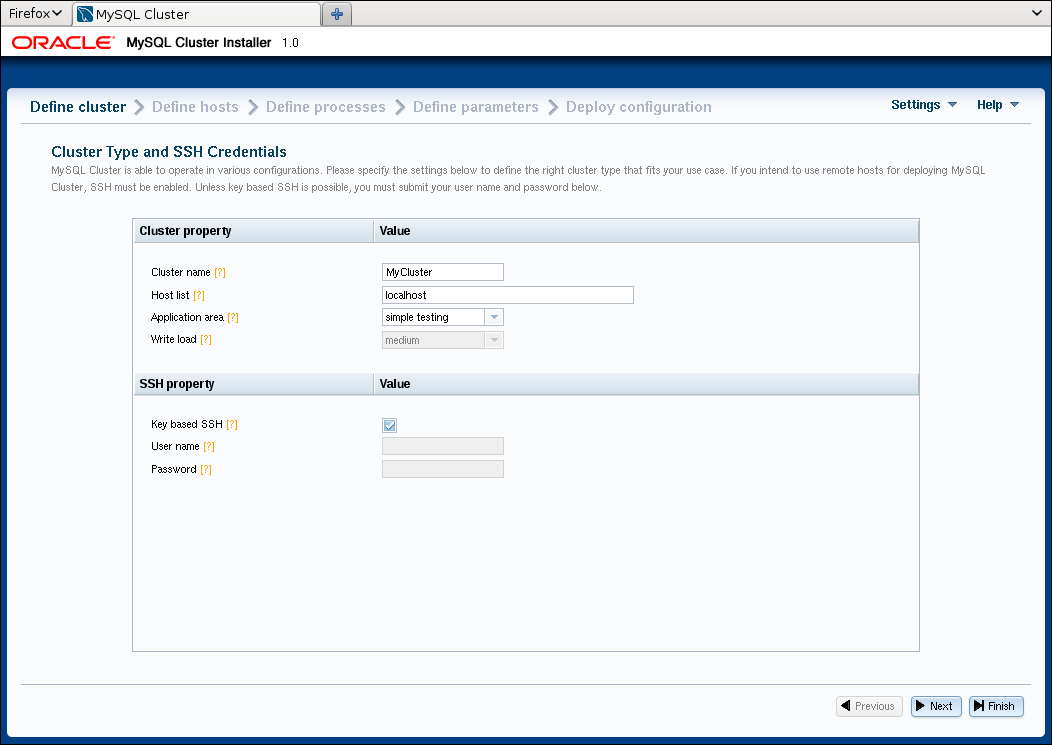 Firefox MySQL Cluster
ORACLE MySQL Cluster Installer 1.0
Define cluster Define hosts Define processes Define parameters Deploy configuration Settings Help
Cluster Type and SSH Credentials
MySQL Cluster is able to operate in various configurations. Please specify the settings below to define the right cluster type that fits your use case. If you intend to use remote hosts for deploying MySQL
Cluster, SSH must be enabled. Unless key based SSH is possible, you must submit your user name and password below.
Cluster property Value
Cluster name [?] MyCluster
Host list [?] localhost
Application area [?] simple testing
Write load [?] medium
SSH property Value
Key based SSH [?]
User name [?]
Password [?]
Previous Next Finish